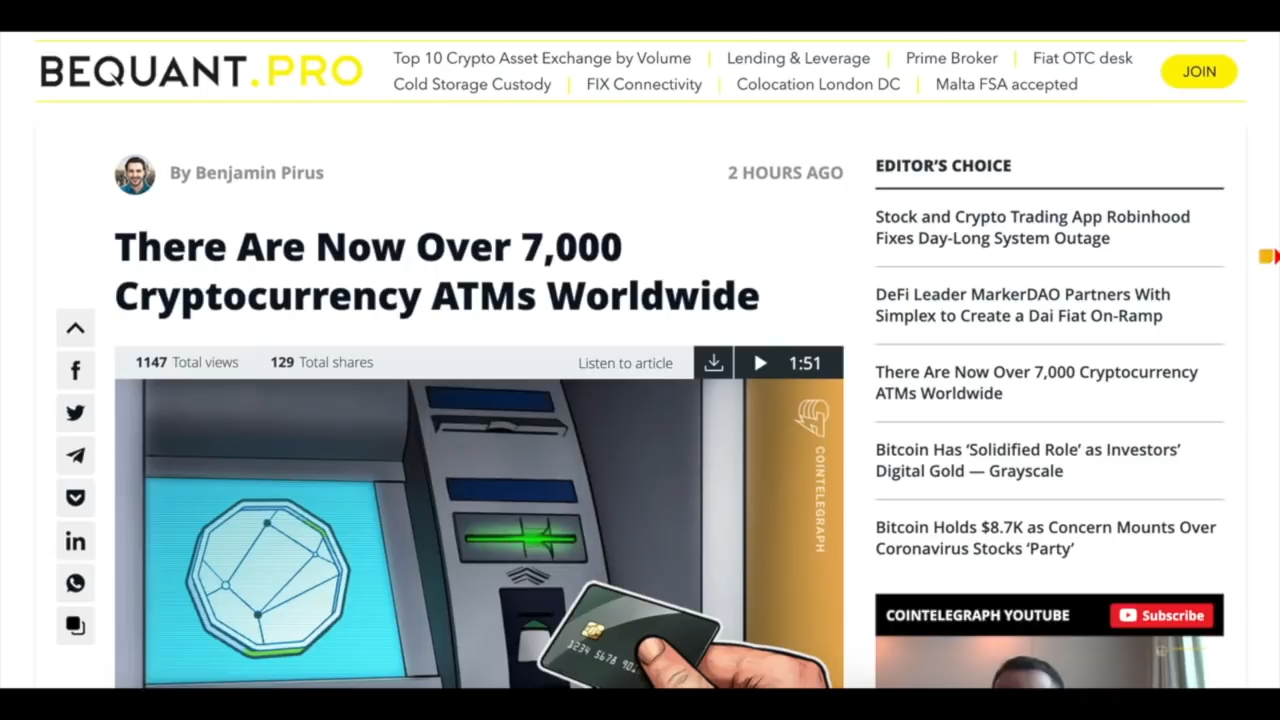 BEQUANT.PRO
Top 10 Crypto Asset Exchange by Volume | Lending & Leverage | Prime Broker | Fiat OTC desk
Cold Storage Custody | FIX Connectivity | Colocation London DC | Malta FSA accepted
JOIN
By Benjamin Pirus
2 HOURS AGO
There Are Now Over 7,000
Cryptocurrency ATMs Worldwide
1147 Total views 129 Total shares Listen to article 1:51
COINTELEGRAPH
1234 5678 90
EDITOR'S CHOICE
Stock and Crypto Trading App Robinhood
Fixes Day-Long System Outage
DeFi Leader MarkerDAO Partners With
Simplex to Create a Dai Fiat On-Ramp
There Are Now Over 7,000 Cryptocurrency
ATMs Worldwide
Bitcoin Has ‘Solidified Role’ as Investors’
Digital Gold — Grayscale
Bitcoin Holds $8.7K as Concern Mounts Over
Coronavirus Stocks ‘Party’
COINTELEGRAPH YOUTUBE
Subscribe